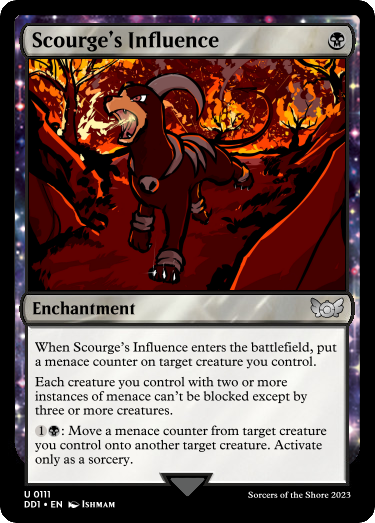 Scourge's Influence
Enchantment
When Scourge's Influence enters the battlefield, put
a menace counter on target creature you control.
Each creature you control with two or more
instances of menace can't be blocked except by
three or more creatures.
1: Move a menace counter from target creature
you control onto another target creature. Activate
only as a sorcery.
U 0111
DD1 • EN Ishmam
Sorcers of the Shore 2023